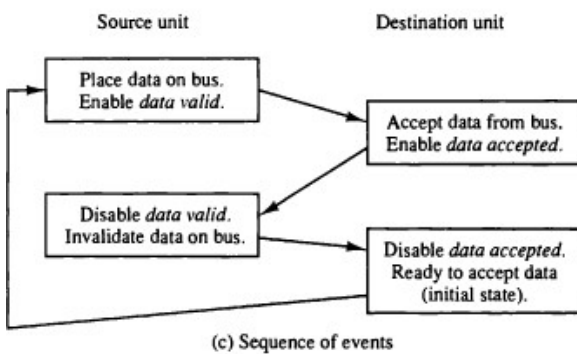 Source unit
Destination unit
Place data on bus.
Enable data valid.
Accept data from bus.
Enable data accepted.
Disable data valid.
Invalidate data on bus.
Disable data accepted.
Ready to accept data
(initial state).
(c) Sequence of events